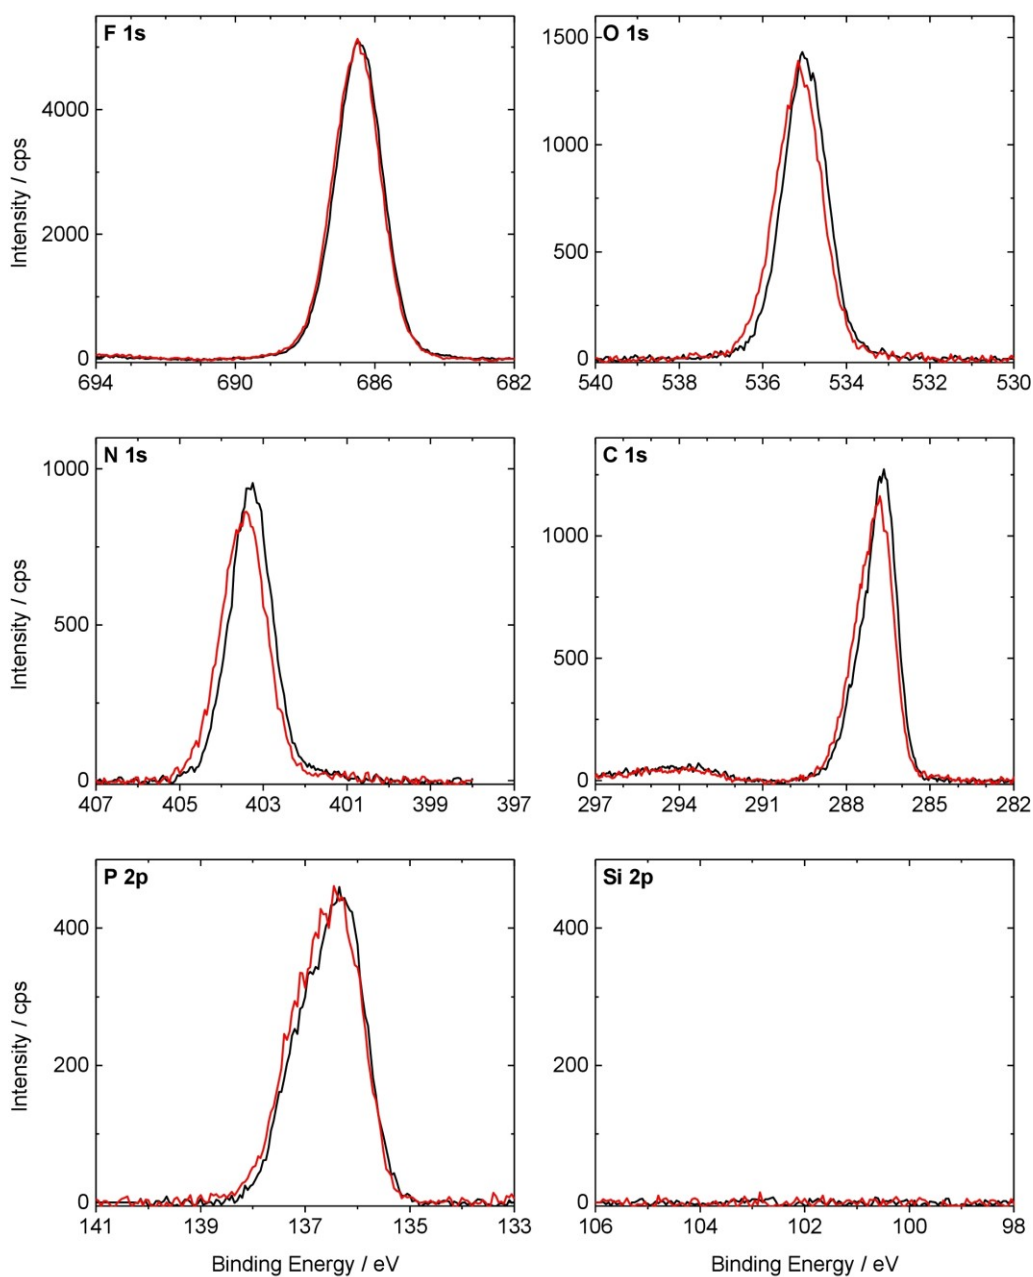 F 1s
O 1s
Intensity / cps
4000
2000
0
694 690 686 682
1500
1000
500
0
540 538 536 534 532 530
N 1s
C 1s
Intensity / cps
1000
500
0
407 405 403 401 399 397
1000
500
0
297 294 291 288 285 282
P 2p
Si 2p
Intensity / cps
400
200
0
141 139 137 135 133
400
200
0
106 104 102 100 98
Binding Energy / eV
Binding Energy / eV